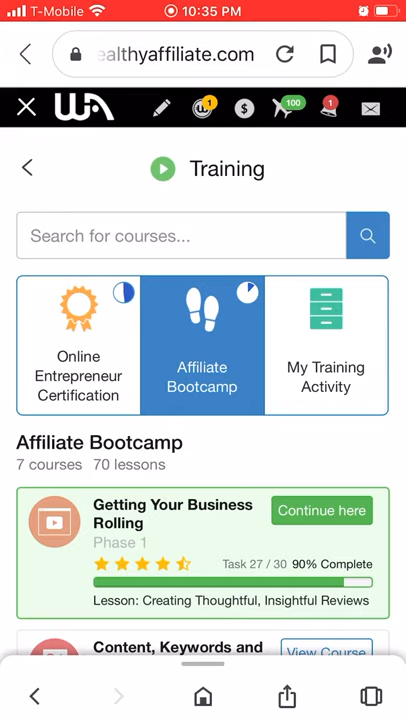 T-Mobile 10:35 PM
ealthyaffiliate.com
WA 1 $ 100 1
Training
Search for courses...
Online
Entrepreneur
Certification
Affiliate
Bootcamp
My Training
Activity
Affiliate Bootcamp
7 courses 70 lessons
Getting Your Business
Rolling
Continue here
Phase 1
Task 27 / 30 90% Complete
Lesson: Creating Thoughtful, Insightful Reviews
Content, Keywords and
View Course